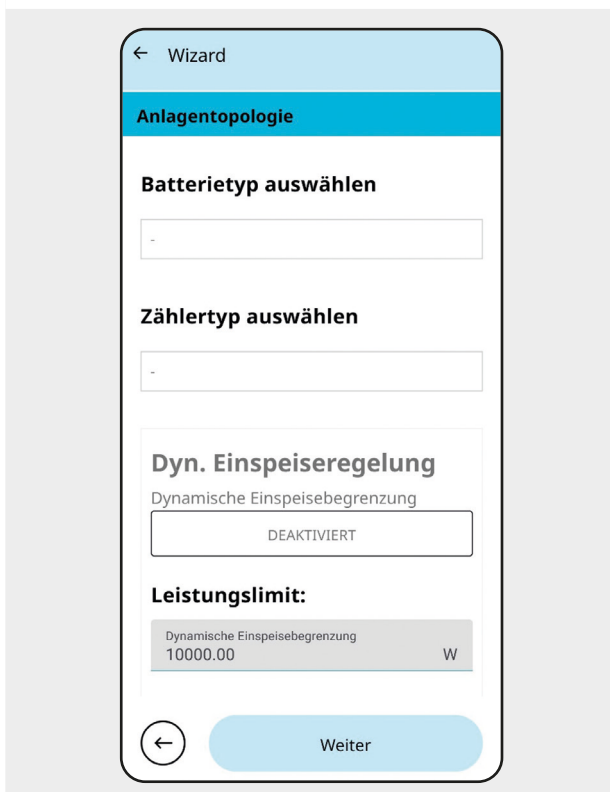 Wizard
Anlagentopologie
Batterietyp auswählen
-
Zählertyp auswählen
-
Dyn. Einspeiseregelung
Dynamische Einspeisebegrenzung
DEAKTIVIERT
Leistungslimit:
Dynamische Einspeisebegrenzung
10000.00 W
Weiter